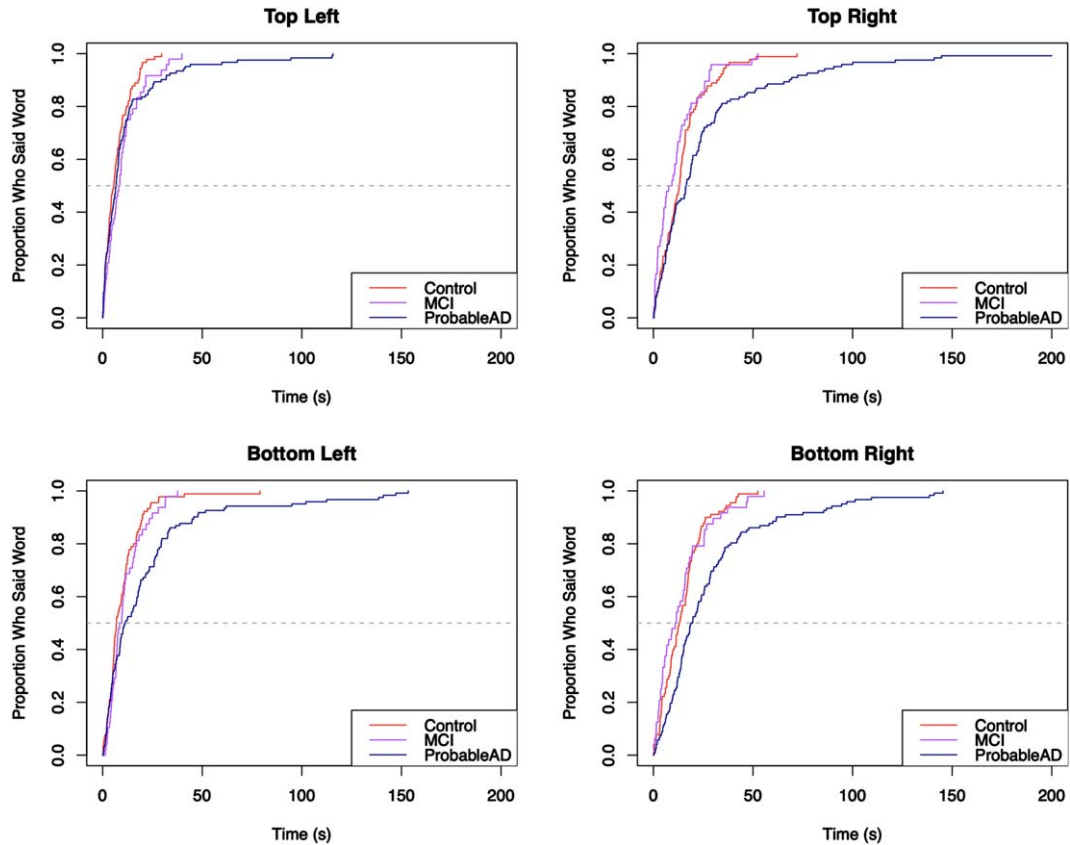 Top Left
Proportion Who Said Word
0.0 0.2 0.4 0.6 0.8 1.0
Control
MCI
ProbableAD
0 50 100 150 200
Time (s)
Top Right
Proportion Who Said Word
0.0 0.2 0.4 0.6 0.8 1.0
Control
MCI
ProbableAD
0 50 100 150 200
Time (s)
Bottom Left
Proportion Who Said Word
0.0 0.2 0.4 0.6 0.8 1.0
Control
MCI
ProbableAD
0 50 100 150 200
Time (s)
Bottom Right
Proportion Who Said Word
0.0 0.2 0.4 0.6 0.8 1.0
Control
MCI
ProbableAD
0 50 100 150 200
Time (s)